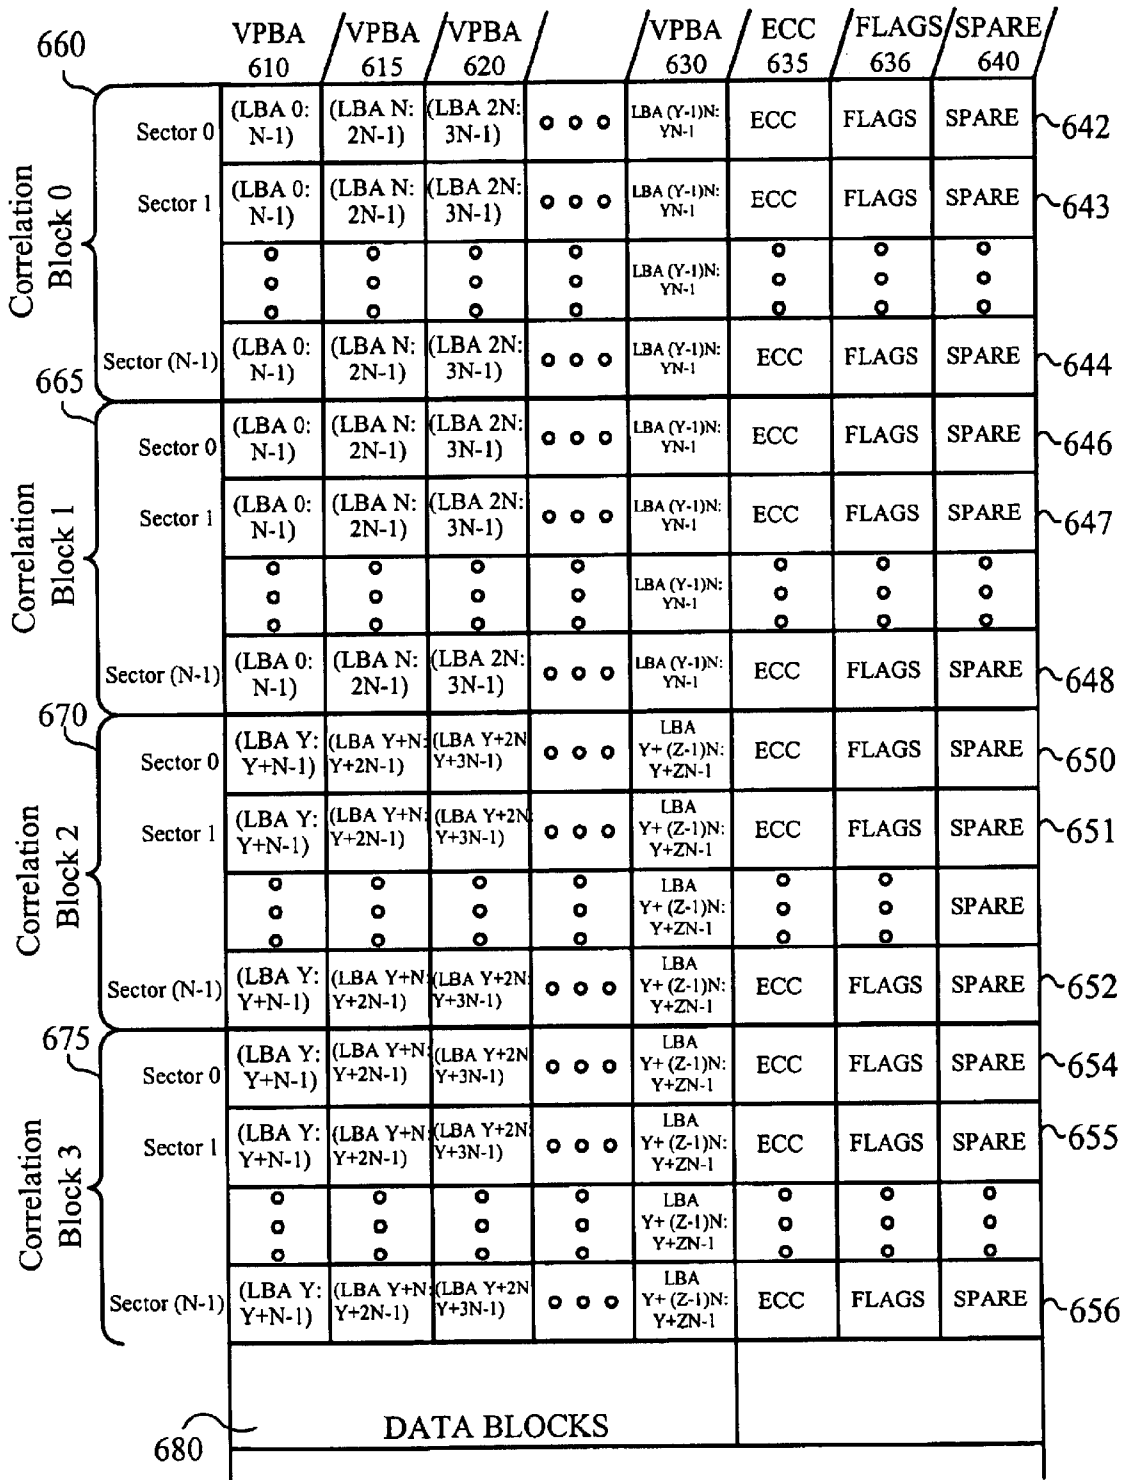 VPBA VPBA VPBA VPBA ECC FLAGS SPARE
610 615 620 630 635 636 640
660
Correlation Block 0
Sector 0 (LBA 0: N-1) (LBA N: 2N-1) (LBA 2N: 3N-1) LBA (Y-1)N: YN-1 ECC FLAGS SPARE 642
Sector 1 (LBA 0: N-1) (LBA N: 2N-1) (LBA 2N: 3N-1) LBA (Y-1)N: YN-1 ECC FLAGS SPARE 643
LBA (Y-1)N: YN-1
Sector (N-1) (LBA 0: N-1) (LBA N: 2N-1) (LBA 2N: 3N-1) LBA (Y-1)N: YN-1 ECC FLAGS SPARE 644
665
Correlation Block 1
Sector 0 (LBA 0: N-1) (LBA N: 2N-1) (LBA 2N: 3N-1) LBA (Y-1)N: YN-1 ECC FLAGS SPARE 646
Sector 1 (LBA 0: N-1) (LBA N: 2N-1) (LBA 2N: 3N-1) LBA (Y-1)N: YN-1 ECC FLAGS SPARE 647
LBA (Y-1)N: YN-1
Sector (N-1) (LBA 0: N-1) (LBA N: 2N-1) (LBA 2N: 3N-1) LBA (Y-1)N: YN-1 ECC FLAGS SPARE 648
670
Correlation Block 2
Sector 0 (LBA Y: Y+N-1) (LBA Y+N: Y+2N-1) (LBA Y+2N Y+3N-1) LBA Y+ (Z-1)N: Y+ZN-1 ECC FLAGS SPARE 650
Sector 1 (LBA Y: Y+N-1) (LBA Y+N: Y+2N-1) (LBA Y+2N Y+3N-1) LBA Y+ (Z-1)N: Y+ZN-1 ECC FLAGS SPARE 651
LBA Y+ (Z-1)N: Y+ZN-1 SPARE
Sector (N-1) (LBA Y: Y+N-1) (LBA Y+N: Y+2N-1) (LBA Y+2N: Y+3N-1) LBA Y+ (Z-1)N: Y+ZN-1 ECC FLAGS SPARE 652
675
Correlation Block 3
Sector 0 (LBA Y: Y+N-1) (LBA Y+N: Y+2N-1) (LBA Y+2N Y+3N-1) LBA Y+ (Z-1)N: Y+ZN-1 ECC FLAGS SPARE 654
Sector 1 (LBA Y: Y+N-1) (LBA Y+N: Y+2N-1) (LBA Y+2N: Y+3N-1) LBA Y+ (Z-1)N: Y+ZN-1 ECC FLAGS SPARE 655
LBA Y+ (Z-1)N: Y+ZN-1
Sector (N-1) (LBA Y: Y+N-1) (LBA Y+N: Y+2N-1) (LBA Y+2N Y+3N-1) LBA Y+ (Z-1)N: Y+ZN-1 ECC FLAGS SPARE 656
680 DATA BLOCKS